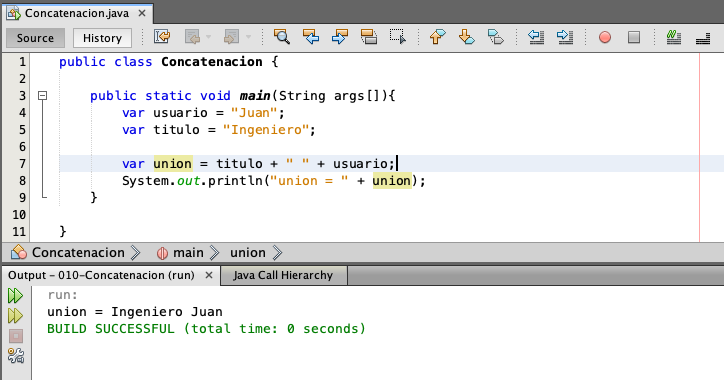 Concatenacion.java ×
Source History
1 public class Concatenacion {
2
3 public static void main(String args[]){
4 var usuario = "Juan";
5 var titulo = "Ingeniero";
6
7 var union = titulo + " " + usuario;
8 System.out.println("union = " + union);
9 }
10
11 }
Concatenacion main union
Output - 010-Concatenacion (run) × Java Call Hierarchy
run:
union = Ingeniero Juan
BUILD SUCCESSFUL (total time: 0 seconds)